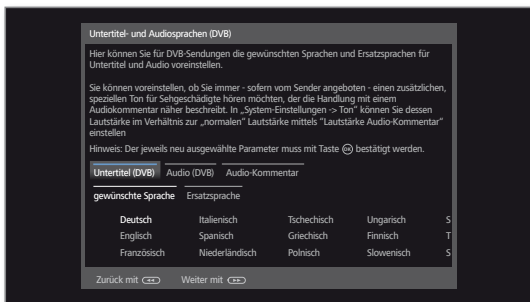 Untertitel- und Audiosprachen (DVB)
Hier können Sie für DVB-Sendungen die gewünschten Sprachen und Ersatzsprachen für
Untertitel und Audio voreinstellen.
Sie können voreinstellen, ob Sie immer - sofern vom Sender angeboten - einen zusätzlichen,
speziellen Ton für Sehgeschädigte hören möchten, der die Handlung mit einem
Audiokommentar näher beschreibt. In „System-Einstellungen -> Ton“ können Sie dessen
Lautstärke im Verhältnis zur „normalen“ Lautstärke mittels “Lautstärke Audio-Kommentar”
einstellen
Hinweis: Der jeweils neu ausgewählte Parameter muss mit Taste OK bestätigt werden.
Untertitel (DVB) Audio (DVB) Audio-Kommentar
gewünschte Sprache Ersatzsprache
Deutsch Italienisch Tschechisch Ungarisch S
Englisch Spanisch Griechisch Finnisch T
Französisch Niederländisch Polnisch Slowenisch S
Zurück mit Weiter mit